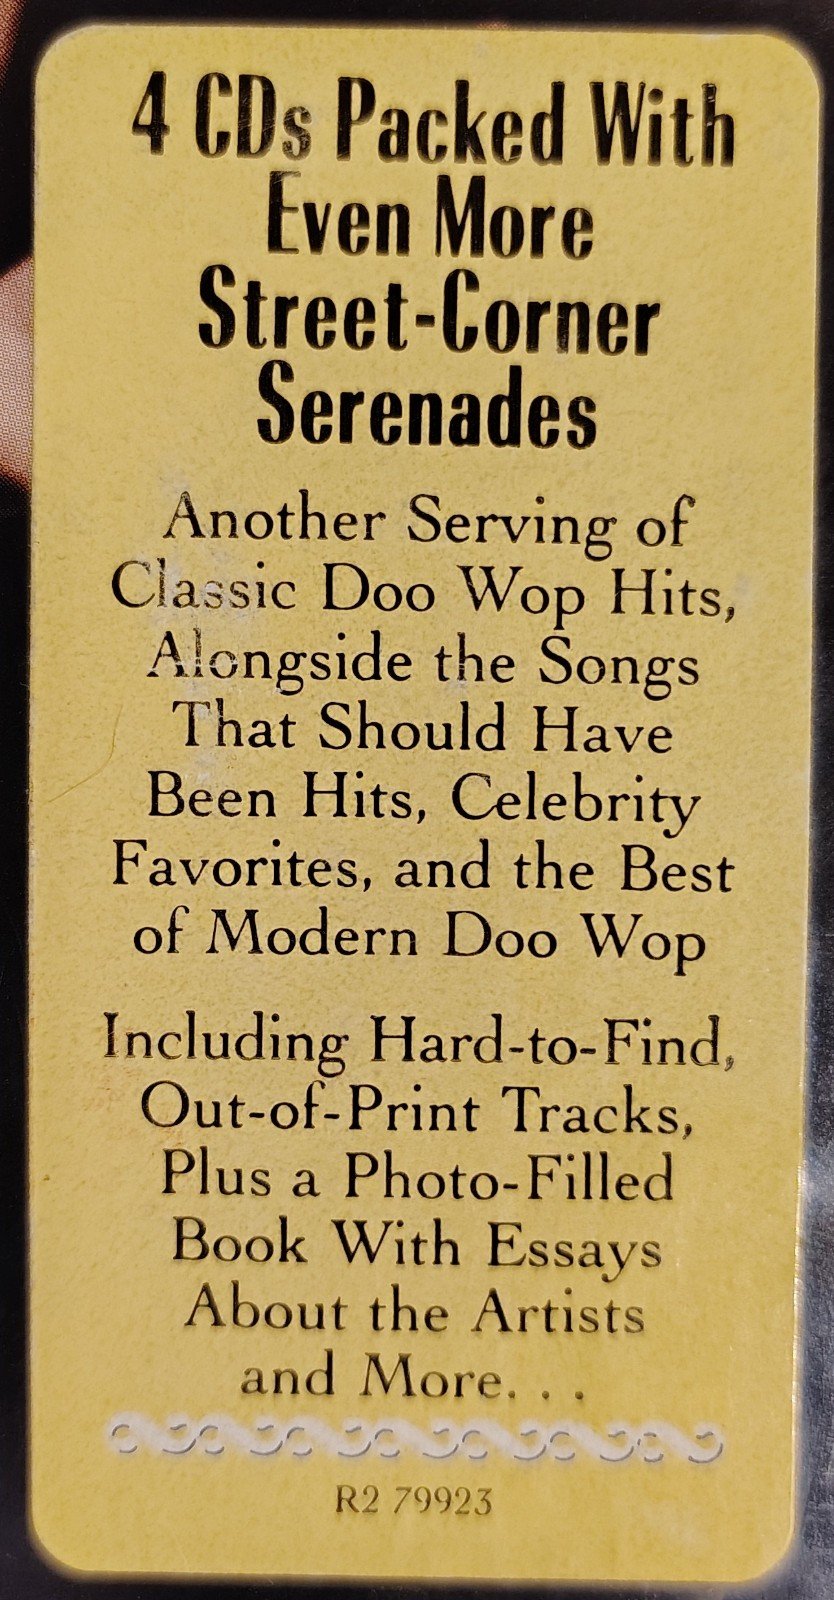 4 CDs Packed With
Even More
Street-Corner
Serenades
Another Serving of
Classic Doo Wop Hits,
Alongside the Songs
That Should Have
Been Hits, Celebrity
Favorites, and the Best
of Modern Doo Wop
Including Hard-to-Find,
Out-of-Print Tracks,
Plus a Photo-Filled
Book With Essays
About the Artists
and More. . .
R2 79923